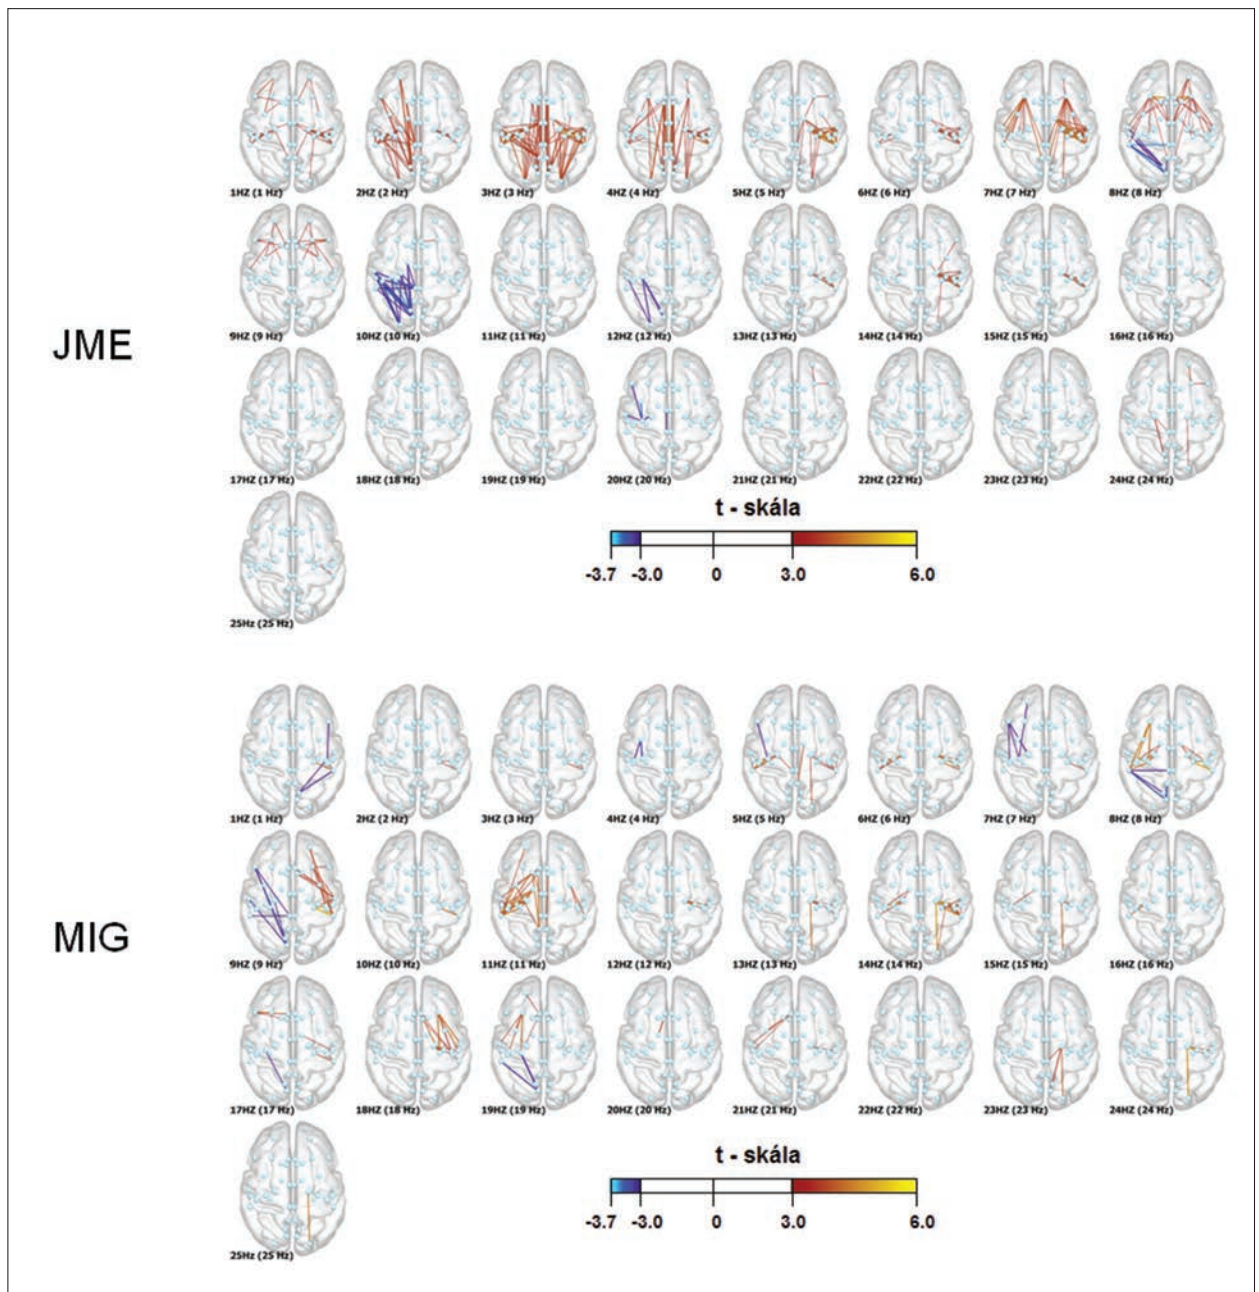 1HZ (1 Hz) 2HZ (2 Hz) 3HZ (3 Hz) 4HZ (4 Hz) 5HZ (5 Hz) 6HZ (6 Hz) 7HZ (7 Hz) 8HZ (8 Hz)
9HZ (9 Hz) 10HZ (10 Hz) 11HZ (11 Hz) 12HZ (12 Hz) 13HZ (13 Hz) 14HZ (14 Hz) 15HZ (15 Hz) 16HZ (16 Hz)
JME
17HZ (17 Hz) 18HZ (18 Hz) 19HZ (19 Hz) 20HZ (20 Hz) 21HZ (21 Hz) 22HZ (22 Hz) 23HZ (23 Hz) 24HZ (24 Hz)
t - skála
-3.7 -3.0 0 3.0 6.0
25Hz (25 Hz)
1HZ (1 Hz) 2HZ (2 Hz) 3HZ (3 Hz) 4HZ (4 Hz) 5HZ (5 Hz) 6HZ (6 Hz) 7HZ (7 Hz) 8HZ (8 Hz)
MIG
9HZ (9 Hz) 10HZ (10 Hz) 11HZ (11 Hz) 12HZ (12 Hz) 13HZ (13 Hz) 14HZ (14 Hz) 15HZ (15 Hz) 16HZ (16 Hz)
17HZ (17 Hz) 18HZ (18 Hz) 19HZ (19 Hz) 20HZ (20 Hz) 21HZ (21 Hz) 22HZ (22 Hz) 23HZ (23 Hz) 24HZ (24 Hz)
t - skála
-3.7 -3.0 0 3.0 6.0
25Hz (25 Hz)